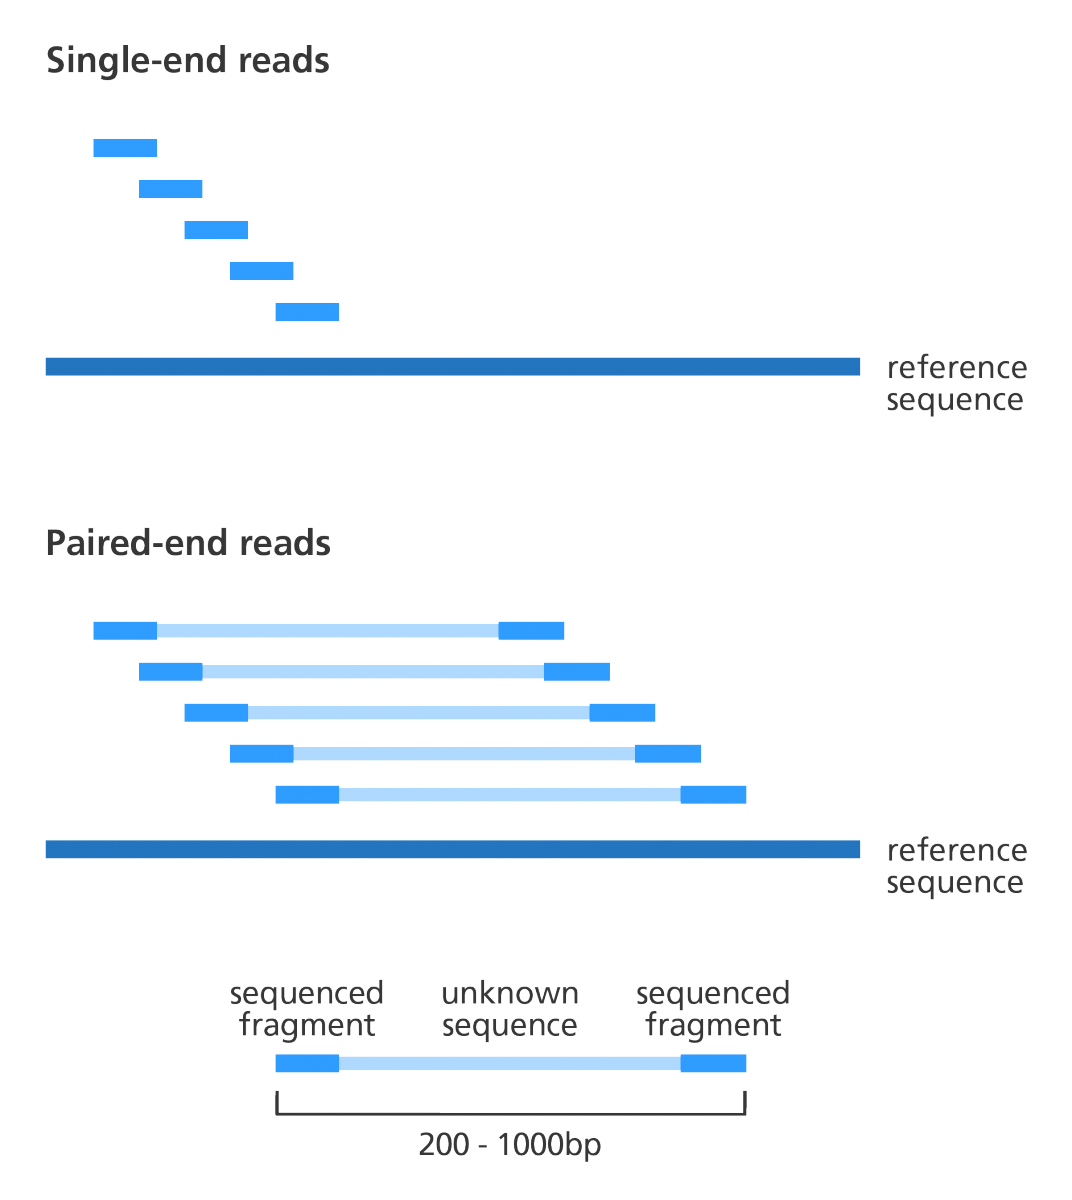 Single-end reads
reference
sequence
Paired-end reads
reference
sequence
sequenced
fragment
unknown
sequence
sequenced
fragment
200 - 1000bp